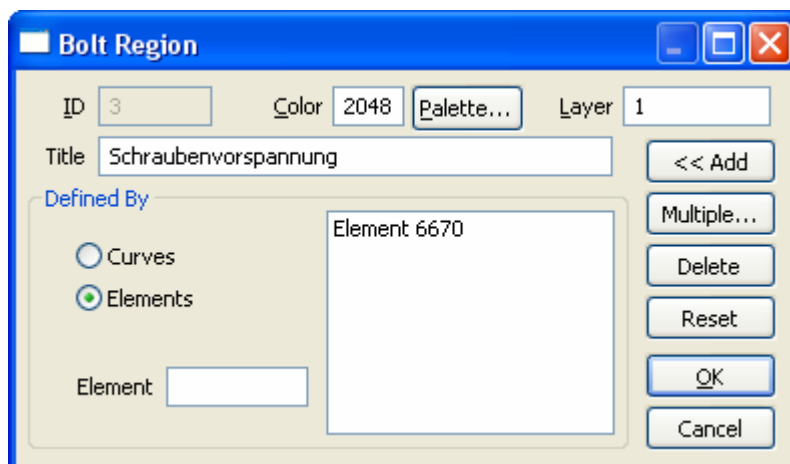 Bolt Region
ID 3 Color 2048 Palette... Layer 1
Title Schraubenvorspannung << Add
Defined By
Multiple...
Element 6670
Curves
Delete
Elements
Reset
Element
OK
Cancel